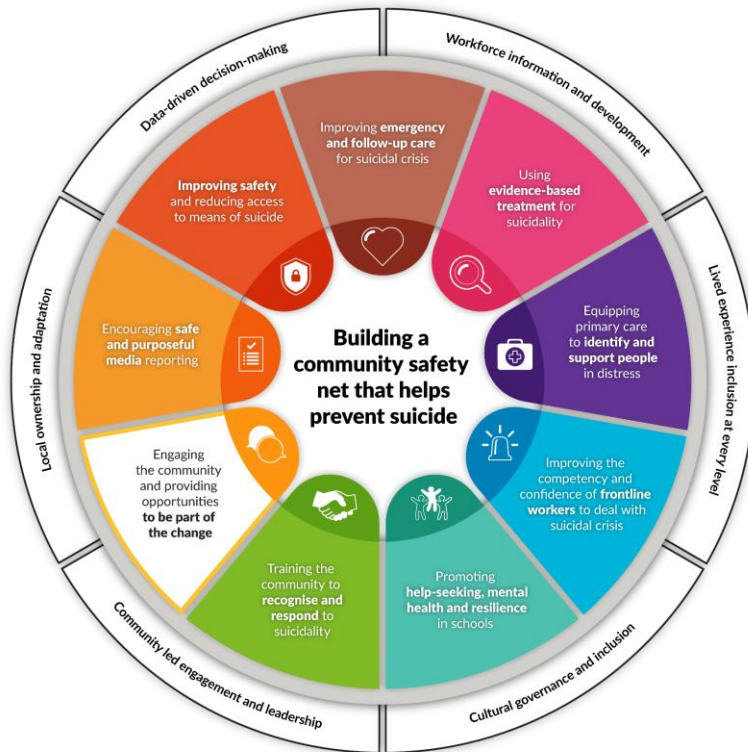 Data-driven decision-making
Workforce information and development
Lived experience inclusion at every level
Cultural governance and inclusion
Community led engagement and leadership
Local ownership and adaptation
Improving emergency
and follow-up care
for suicidal crisis
Using
evidence-based
treatment for
suicidality
Equipping
primary care
to identify and
support people
in distress
Improving the
competency and
confidence of frontline
workers to deal with
suicidal crisis
Promoting
help-seeking, mental
health and resilience
in schools
Training the
community to
recognise and
respond to
suicidality
Engaging
the community
and providing
opportunities
to be part of
the change
Encouraging safe
and purposeful
media reporting
Improving safety
and reducing access
to means of suicide
Building a
community safety
net that helps
prevent suicide